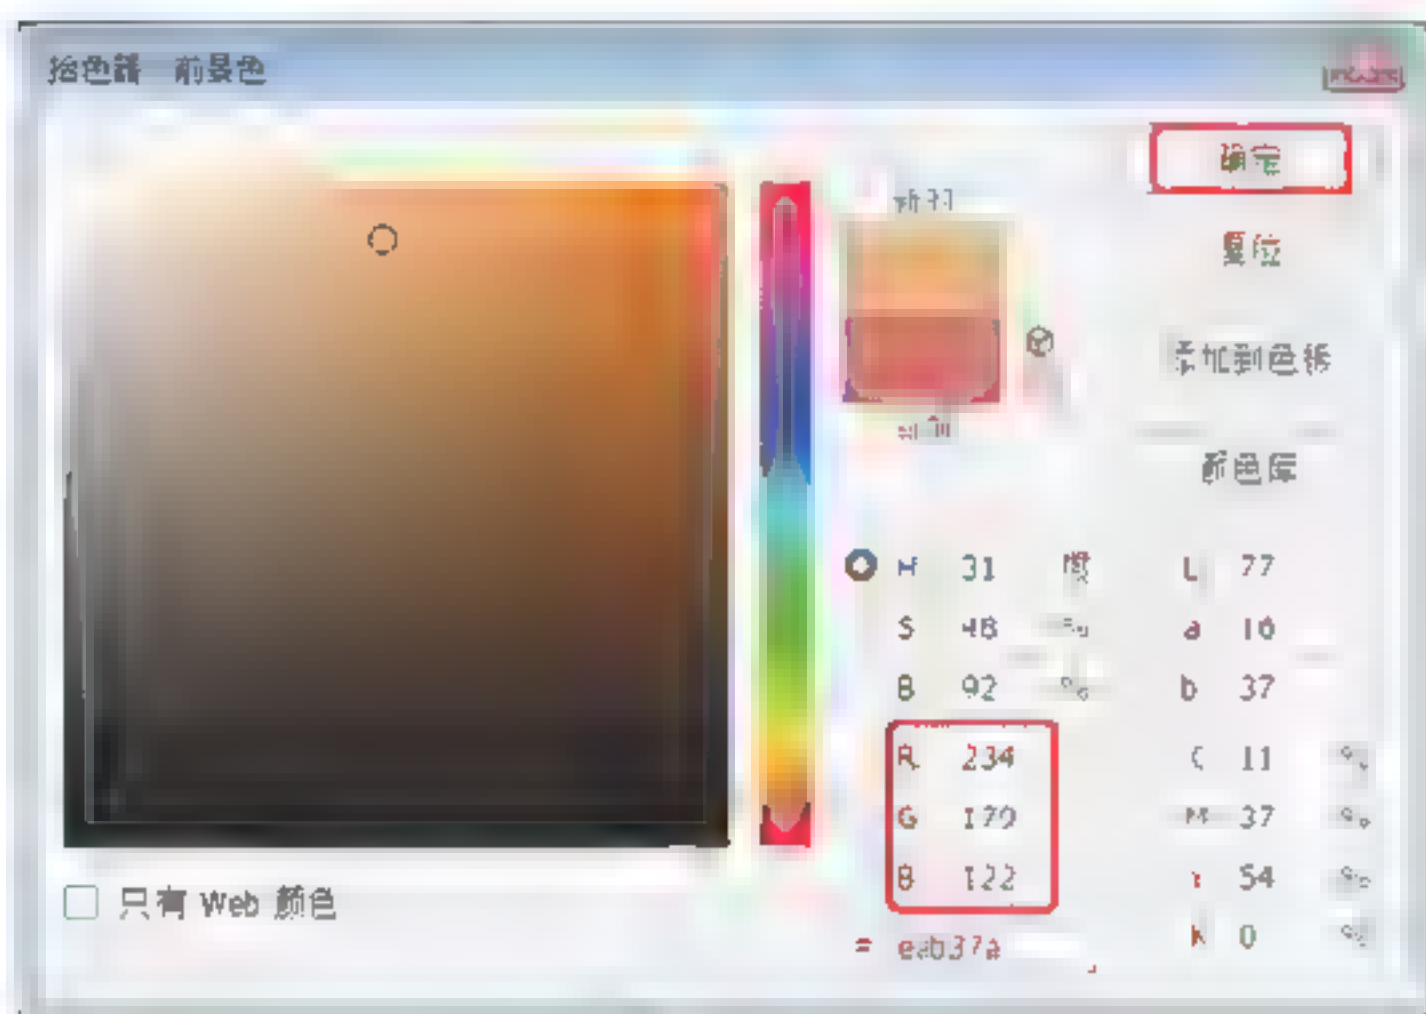 拾色器 前景色
确定
复位
添加到色板
颜色库
H 31 度 L 77
S 48 % a 16
B 92 % b 37
R 234 C 11 %
G 179 M 37 %
B 122 Y 54 %
# eab37a K 0 %
只有 Web 颜色